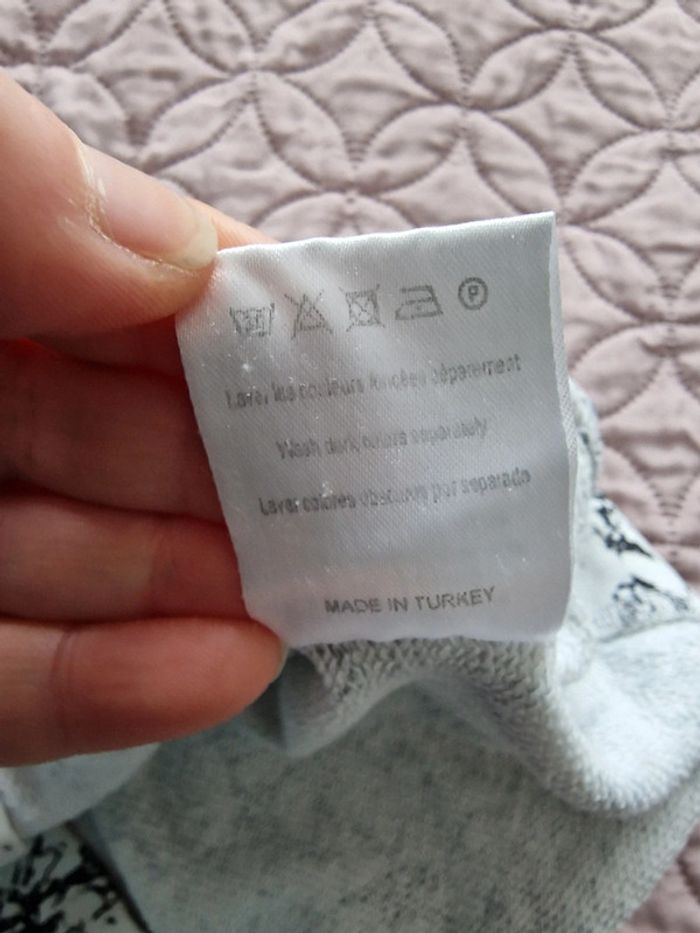 P
Laver les couleurs foncées séparément
Wash dark colors separately
Lavar colores obscuros por separado
MADE IN TURKEY